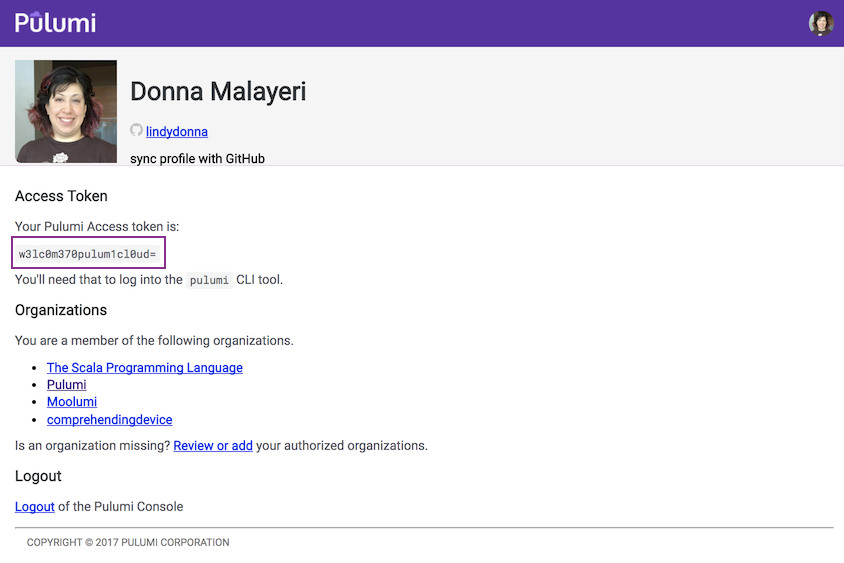 Pulumi
Donna Malayeri
lindydonna
sync profile with GitHub
Access Token
Your Pulumi Access token is:
w3lc0m370pulum1cl0ud=
You'll need that to log into the pulumi CLI tool.
Organizations
You are a member of the following organizations.
• The Scala Programming Language
• Pulumi
• Moolumi
• comprehendingdevice
Is an organization missing? Review or add your authorized organizations.
Logout
Logout of the Pulumi Console
COPYRIGHT © 2017 PULUMI CORPORATION